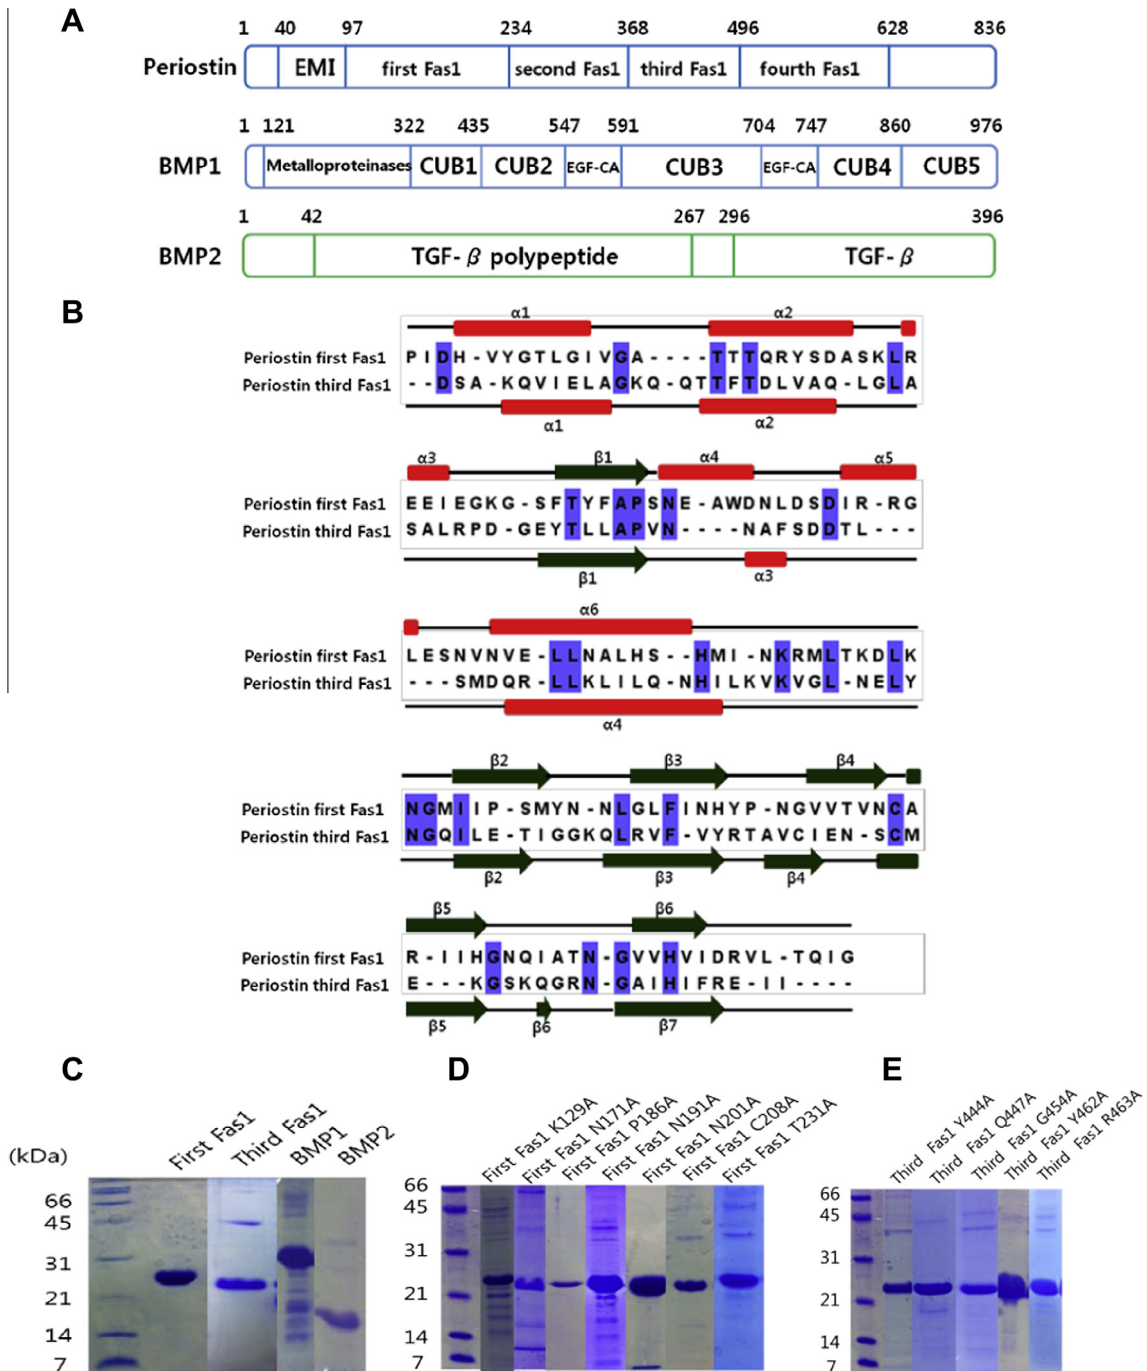 A
1 40 97 234 368 496 628 836
Periostin EMI first Fas1 second Fas1 third Fas1 fourth Fas1
1 121 322 435 547 591 704 747 860 976
BMP1 Metalloproteinases CUB1 CUB2 EGF-CA CUB3 EGF-CA CUB4 CUB5
1 42 267 296 396
BMP2 TGF-β polypeptide TGF-β
B
α1 α2
Periostin first Fas1 P I D H - V Y G T L G I V G A - - - - T T T Q R Y S D A S K L R
Periostin third Fas1 - - D S A - K Q V I E L A G K Q - Q T T F T D L V A Q - L G L A
α1 α2
α3 β1 α4 α5
Periostin first Fas1 E E I E G K G - S F T Y F A P S N E - A W D N L D S D I R - R G
Periostin third Fas1 S A L R P D - G E Y T L L A P V N - - - - N A F S D D T L - - -
β1 α3
α6
Periostin first Fas1 L E S N V N V E - L L N A L H S - - H M I - N K R M L T K D L K
Periostin third Fas1 - - - S M D Q R - L L K L I L Q - N H I L K V K V G L - N E L Y
α4
β2 β3 β4
Periostin first Fas1 N G M I I P - S M Y N - N L G L F I N H Y P - N G V V T V N C A
Periostin third Fas1 N G Q I L E - T I G G K Q L R V F - V Y R T A V C I E N - S C M
β2 β3 β4
β5 β6
Periostin first Fas1 R - I I H G N Q I A T N - G V V H V I D R V L - T Q I G
Periostin third Fas1 E - - - K G S K Q G R N - G A I H I F R E - I I - - - -
β5 β6 β7
C
(kDa)
First Fas1
Third Fas1
BMP1
BMP2
66
45
31
21
14
7
D
First Fas1 K129A
First Fas1 N171A
First Fas1 P186A
First Fas1 N191A
First Fas1 N201A
First Fas1 C208A
First Fas1 T231A
66
45
31
21
14
7
E
Third Fas1 Y444A
Third Fas1 Q447A
Third Fas1 G454A
Third Fas1 Y462A
Third Fas1 R463A
66
45
31
21
14
7